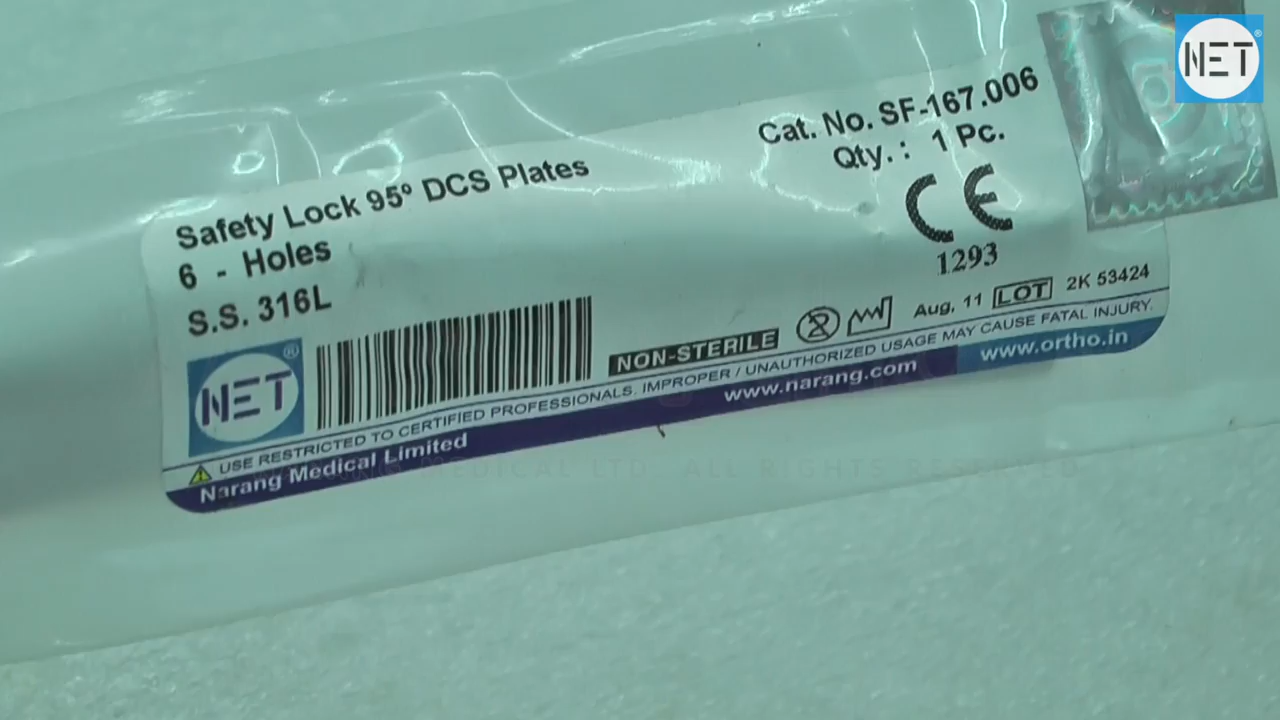 NET®
Safety Lock 95° DCS Plates
6 - Holes
S.S. 316L
Cat. No. SF-167.006
Qty. : 1 Pc.
CE
1293
NET®
NON-STERILE
2
Aug, 11 LOT 2K 53424
USE RESTRICTED TO CERTIFIED PROFESSIONALS. IMPROPER / UNAUTHORIZED USAGE MAY CAUSE FATAL INJURY.
Narang Medical Limited www.narang.com www.ortho.in